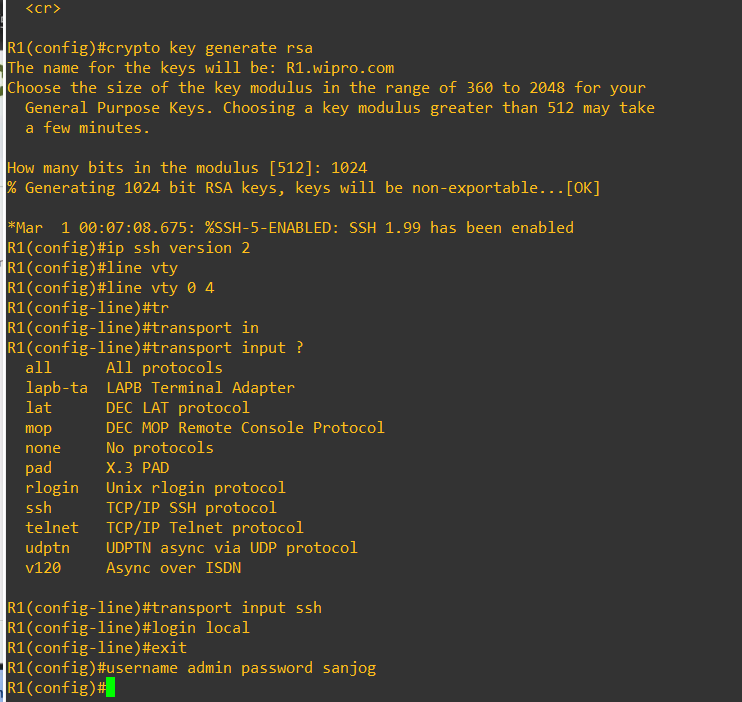 <cr>
R1(config)#crypto key generate rsa
The name for the keys will be: R1.wipro.com
Choose the size of the key modulus in the range of 360 to 2048 for your
  General Purpose Keys. Choosing a key modulus greater than 512 may take
  a few minutes.
How many bits in the modulus [512]: 1024
% Generating 1024 bit RSA keys, keys will be non-exportable...[OK]
*Mar  1 00:07:08.675: %SSH-5-ENABLED: SSH 1.99 has been enabled
R1(config)#ip ssh version 2
R1(config)#line vty
R1(config)#line vty 0 4
R1(config-line)#tr
R1(config-line)#transport in
R1(config-line)#transport input ?
  all      All protocols
  lapb-ta  LAPB Terminal Adapter
  lat      DEC LAT protocol
  mop      DEC MOP Remote Console Protocol
  none     No protocols
  pad      X.3 PAD
  rlogin   Unix rlogin protocol
  ssh      TCP/IP SSH protocol
  telnet   TCP/IP Telnet protocol
  udptn    UDPTN async via UDP protocol
  v120     Async over ISDN
R1(config-line)#transport input ssh
R1(config-line)#login local
R1(config-line)#exit
R1(config)#username admin password sanjog
R1(config)#